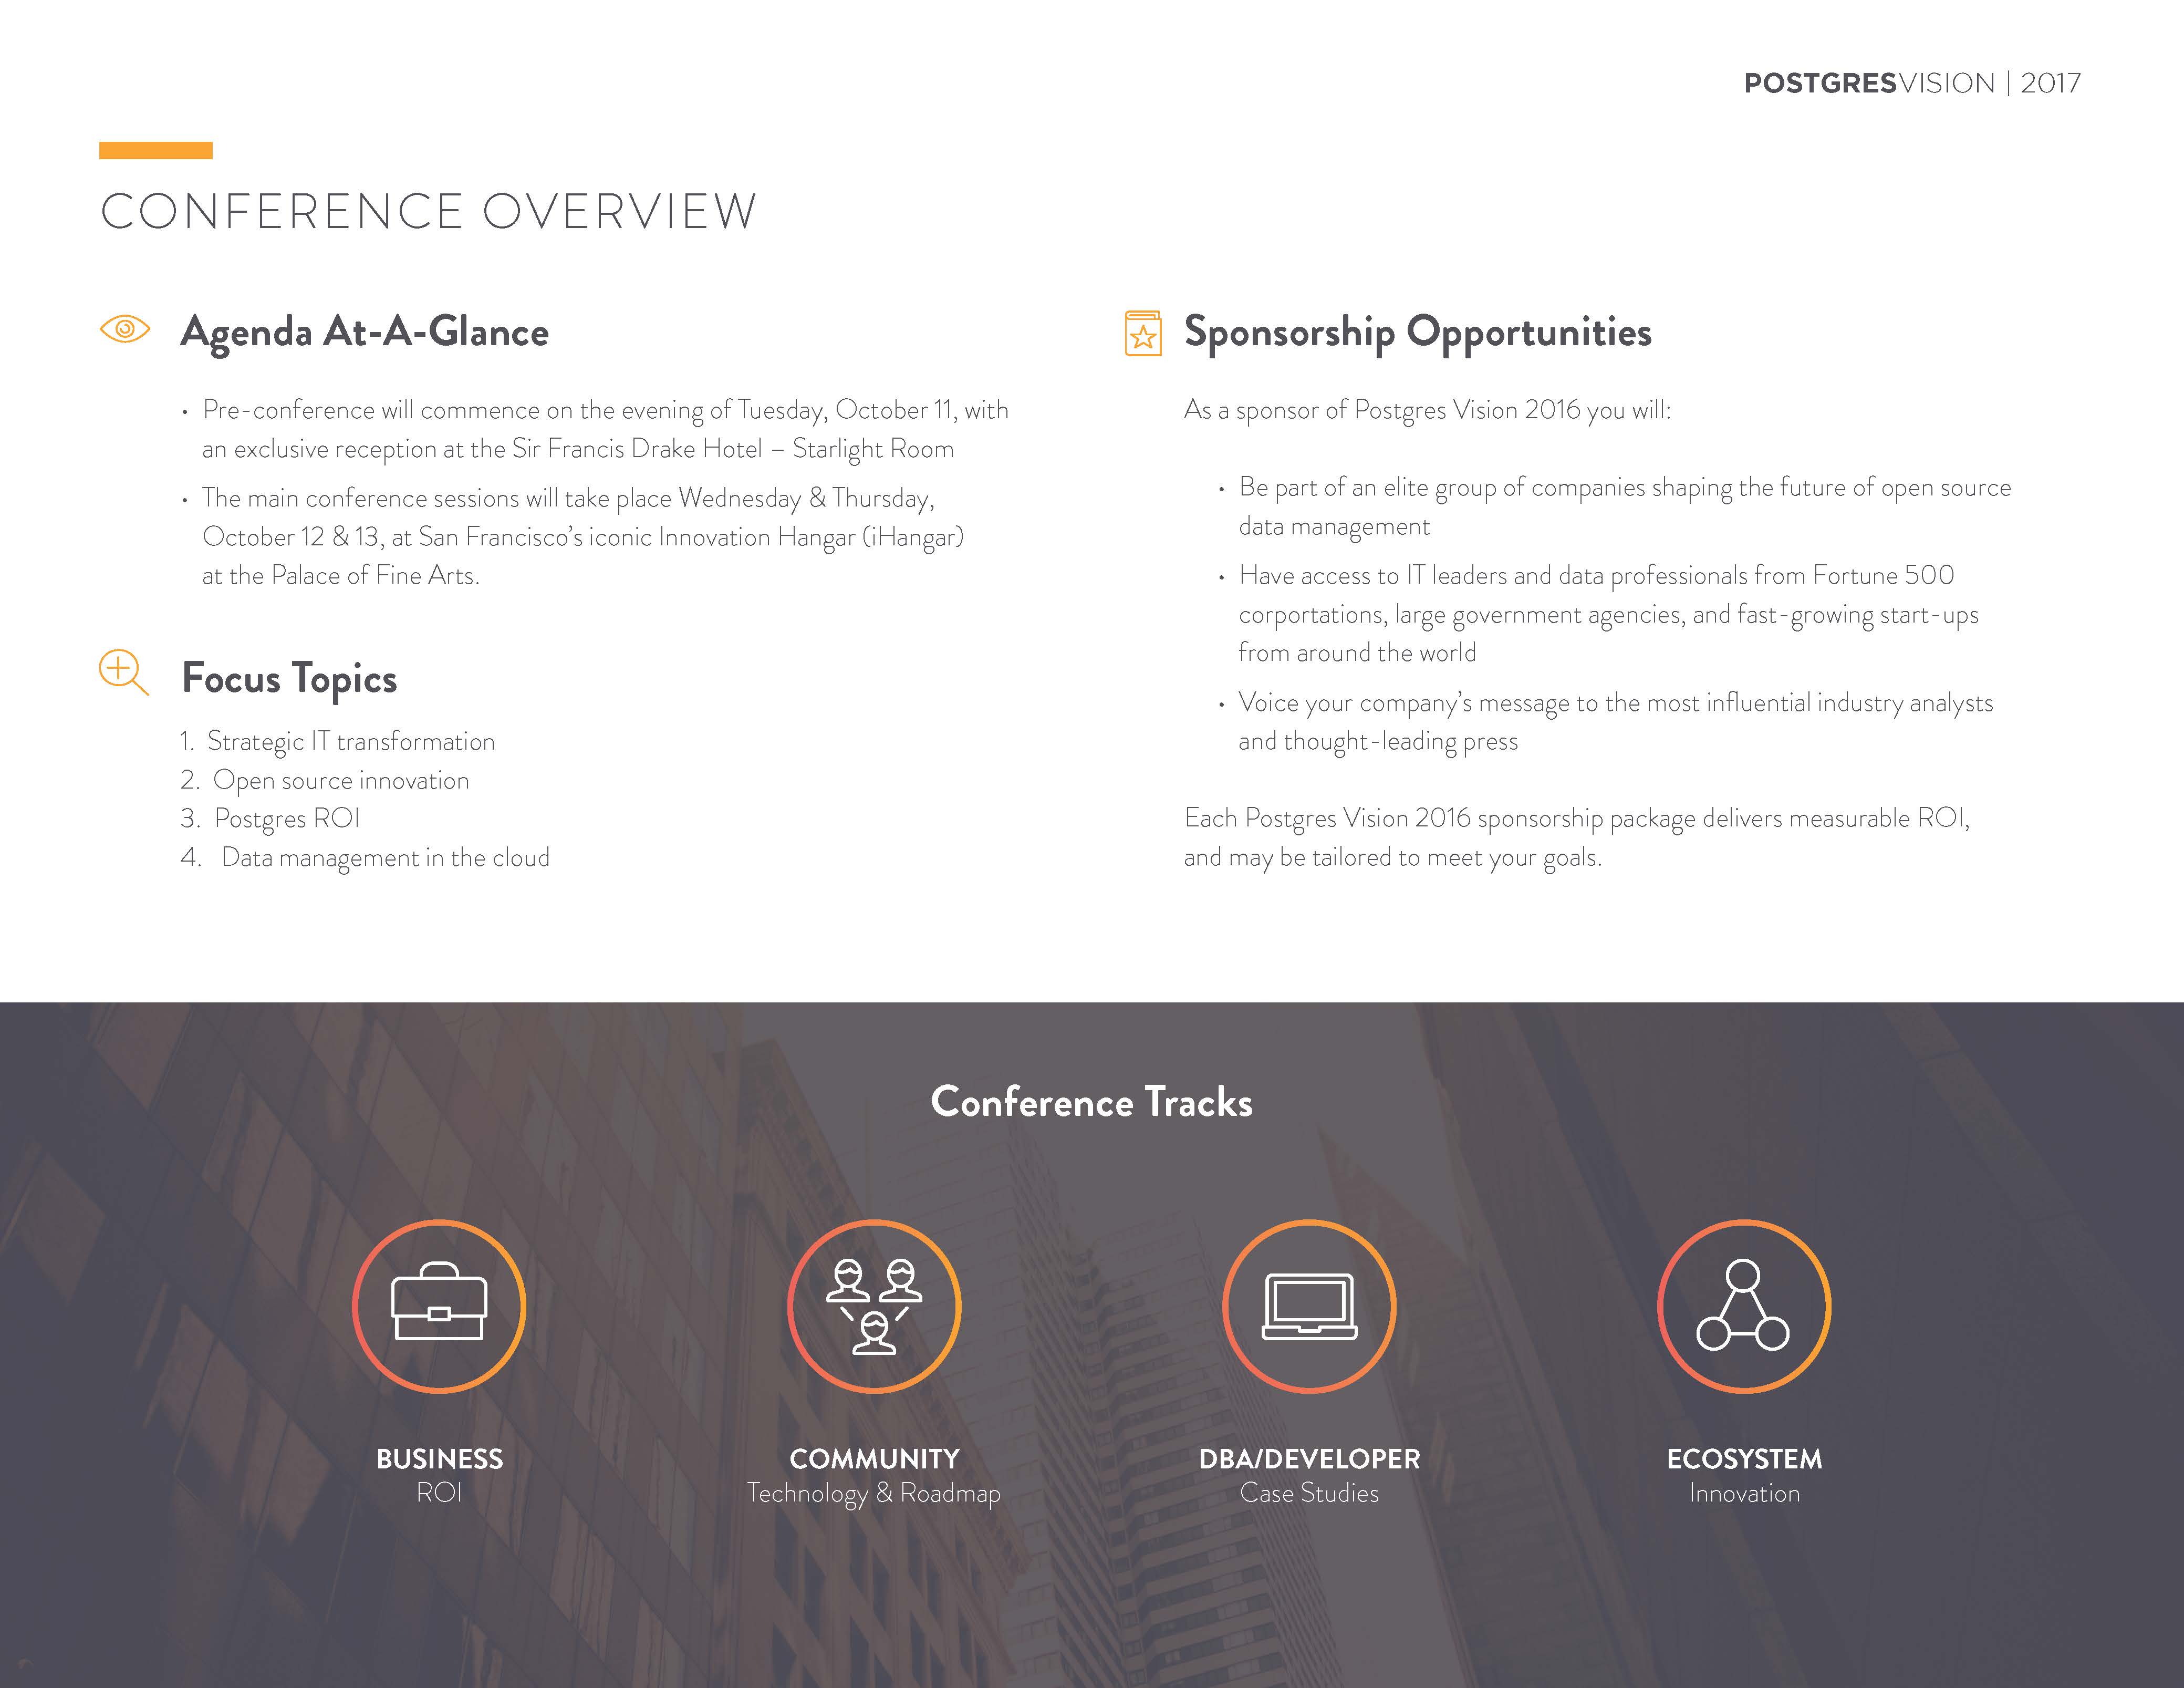 POSTGRESVISION | 2017
CONFERENCE OVERVIEW
Agenda At-A-Glance
• Pre-conference will commence on the evening of Tuesday, October 11, with
an exclusive reception at the Sir Francis Drake Hotel – Starlight Room
• The main conference sessions will take place Wednesday & Thursday,
October 12 & 13, at San Francisco's iconic Innovation Hangar (iHangar)
at the Palace of Fine Arts.
Focus Topics
1. Strategic IT transformation
2. Open source innovation
3. Postgres ROI
4. Data management in the cloud
Sponsorship Opportunities
As a sponsor of Postgres Vision 2016 you will:
• Be part of an elite group of companies shaping the future of open source
data management
• Have access to IT leaders and data professionals from Fortune 500
corportations, large government agencies, and fast-growing start-ups
from around the world
• Voice your company's message to the most influential industry analysts
and thought-leading press
Each Postgres Vision 2016 sponsorship package delivers measurable ROI,
and may be tailored to meet your goals.
Conference Tracks
BUSINESS
ROI
COMMUNITY
Technology & Roadmap
DBA/DEVELOPER
Case Studies
ECOSYSTEM
Innovation